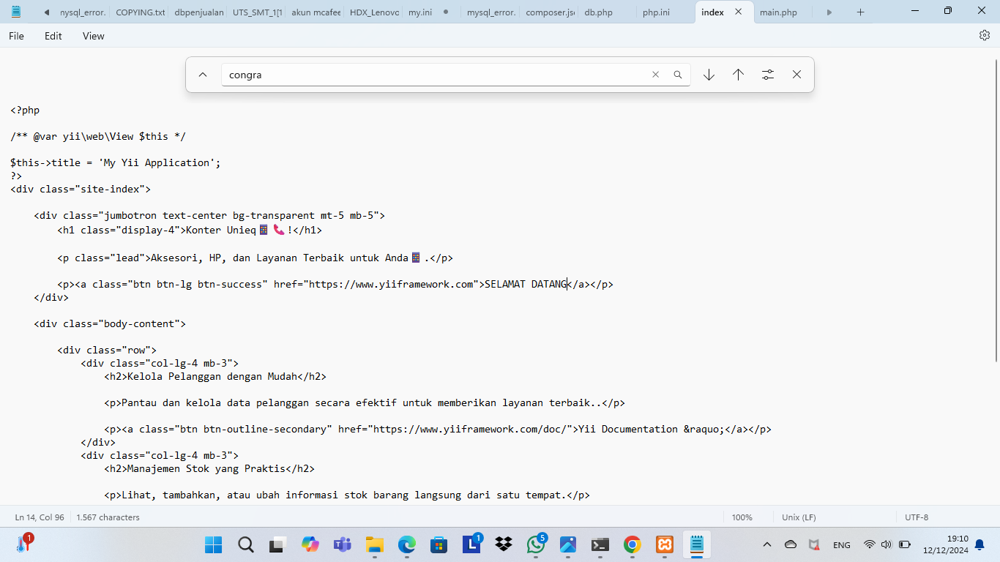 nysql_error. COPYING.txt dbpenjualan UTS_SMT_1[1 akun mcafee HDX_Lenovo my.ini mysql_error. composer.jso db.php php.ini index main.php
File Edit View
congra
<?php
/** @var yii\web\View $this */
$this->title = 'My Yii Application';
?>
<div class="site-index">
<div class="jumbotron text-center bg-transparent mt-5 mb-5">
<h1 class="display-4">Konter Unieq📱📞!</h1>
<p class="lead">Aksesori, HP, dan Layanan Terbaik untuk Anda📱.</p>
<p><a class="btn btn-lg btn-success" href="https://www.yiiframework.com">SELAMAT DATANG</a></p>
</div>
<div class="body-content">
<div class="row">
<div class="col-lg-4 mb-3">
<h2>Kelola Pelanggan dengan Mudah</h2>
<p>Pantau dan kelola data pelanggan secara efektif untuk memberikan layanan terbaik..</p>
<p><a class="btn btn-outline-secondary" href="https://www.yiiframework.com/doc/">Yii Documentation &raquo;</a></p>
</div>
<div class="col-lg-4 mb-3">
<h2>Manajemen Stok yang Praktis</h2>
<p>Lihat, tambahkan, atau ubah informasi stok barang langsung dari satu tempat.</p>
Ln 14, Col 96 1.567 characters 100% Unix (LF) UTF-8
1 1 5 ENG 19:10
12/12/2024